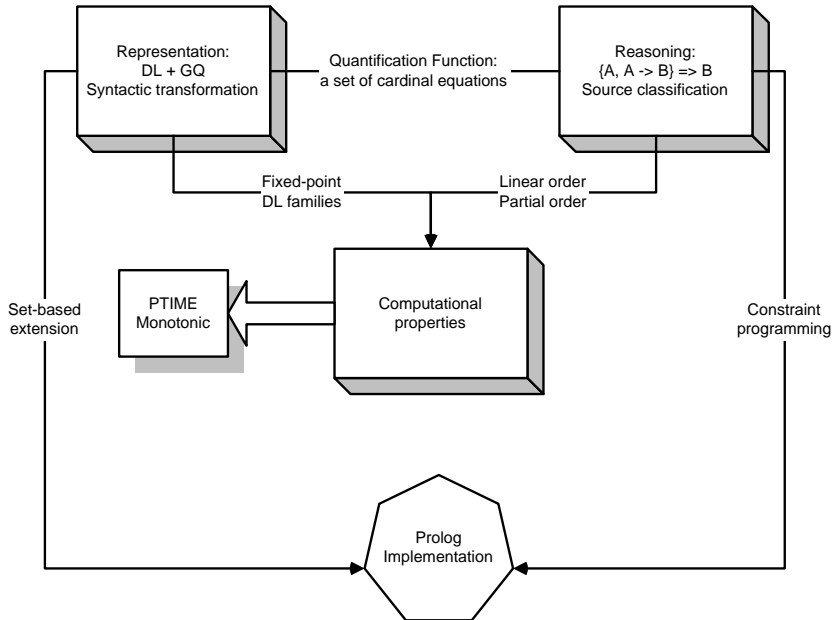 Representation:
DL + GQ
Syntactic transformation
Quantification Function:
a set of cardinal equations
Reasoning:
{A, A -> B} => B
Source classification
Fixed-point
DL families
Linear order
Partial order
Set-based
extension
PTIME
Monotonic
Computational
properties
Constraint
programming
Prolog
Implementation